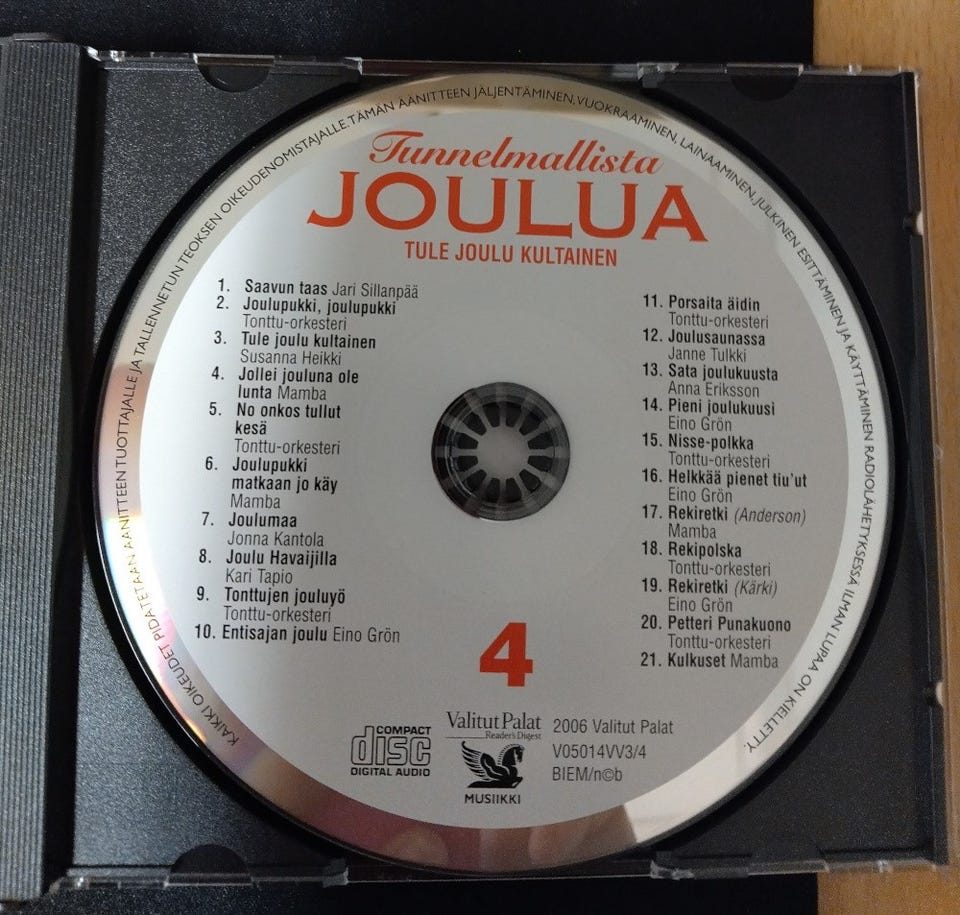 KAIKKI OIKEUDET PIDÄTETÄÄN ÄÄNITTEEN TUOTTAJALLE JA TALLENNETUN TEOKSEN OIKEUDENOMISTAJALLE. TÄMÄN ÄÄNITTEEN JÄLJENTÄMINEN, VUOKRAAMINEN, LAINAAMINEN, JULKINEN ESITTÄMINEN JA KÄYTTÄMINEN RADIOLÄHETYKSESSÄ ILMAN LUPAA ON KIELLETTY.
Tunnelmallista
JOULUA
TULE JOULU KULTAINEN
1. Saavun taas Jari Sillanpää
2. Joulupukki, joulupukki
Tonttu-orkesteri
3. Tule joulu kultainen
Susanna Heikki
4. Jollei jouluna ole
lunta Mamba
5. No onkos tullut
kesä
Tonttu-orkesteri
6. Joulupukki
matkaan jo käy
Mamba
7. Joulumaa
Jonna Kantola
8. Joulu Havaijilla
Kari Tapio
9. Tonttujen jouluyö
Tonttu-orkesteri
10. Entisajan joulu Eino Grön
11. Porsaita äidin
Tonttu-orkesteri
12. Joulusaunassa
Janne Tulkki
13. Sata joulukuusta
Anna Eriksson
14. Pieni joulukuusi
Eino Grön
15. Nisse-polkka
Tonttu-orkesteri
16. Helkkää pienet tiu'ut
Eino Grön
17. Rekiretki (Anderson)
Mamba
18. Rekipolska
Tonttu-orkesteri
19. Rekiretki (Kärki)
Eino Grön
20. Petteri Punakuono
Tonttu-orkesteri
21. Kulkuset Mamba
4
COMPACT
disc
DIGITAL AUDIO
Valitut Palat
Reader's Digest
MUSIIKKI
2006 Valitut Palat
V05014VV3/4
BIEM/n©b